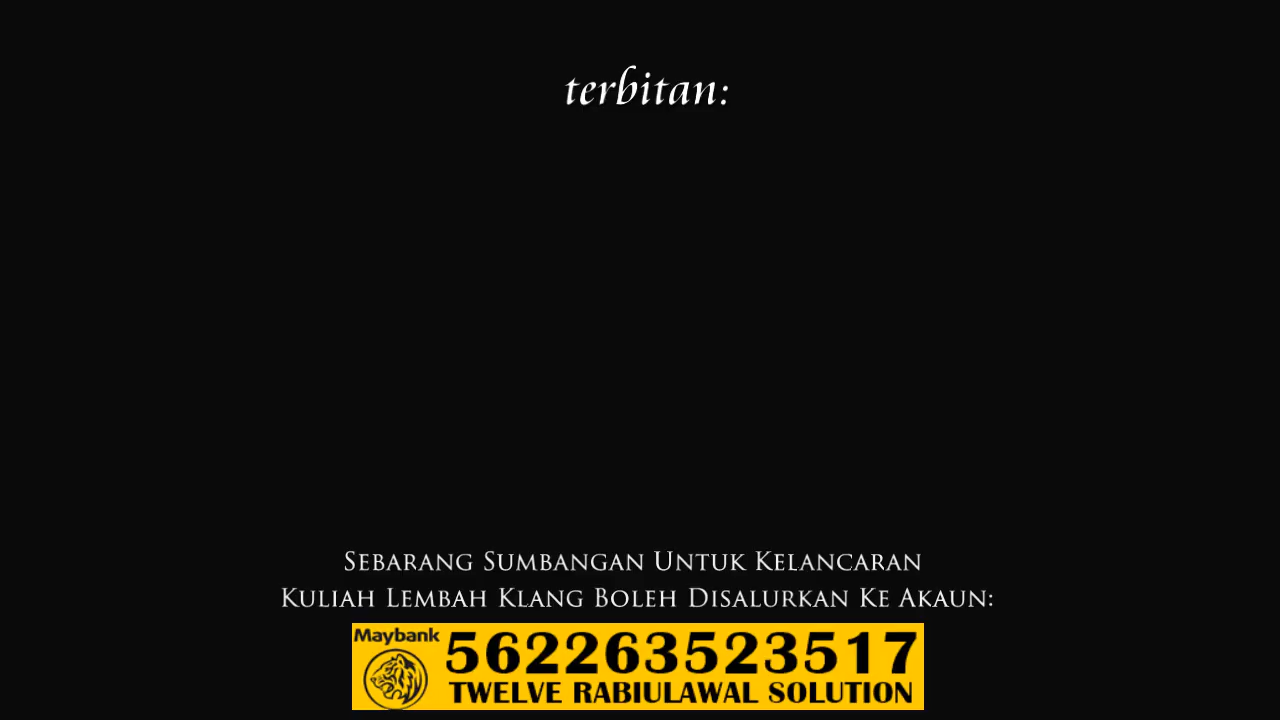 terbitan:
Sebarang Sumbangan Untuk Kelancaran
Kuliah Lembah Klang Boleh Disalurkan Ke Akaun:
Maybank
562263523517
TWELVE RABIULAWAL SOLUTION